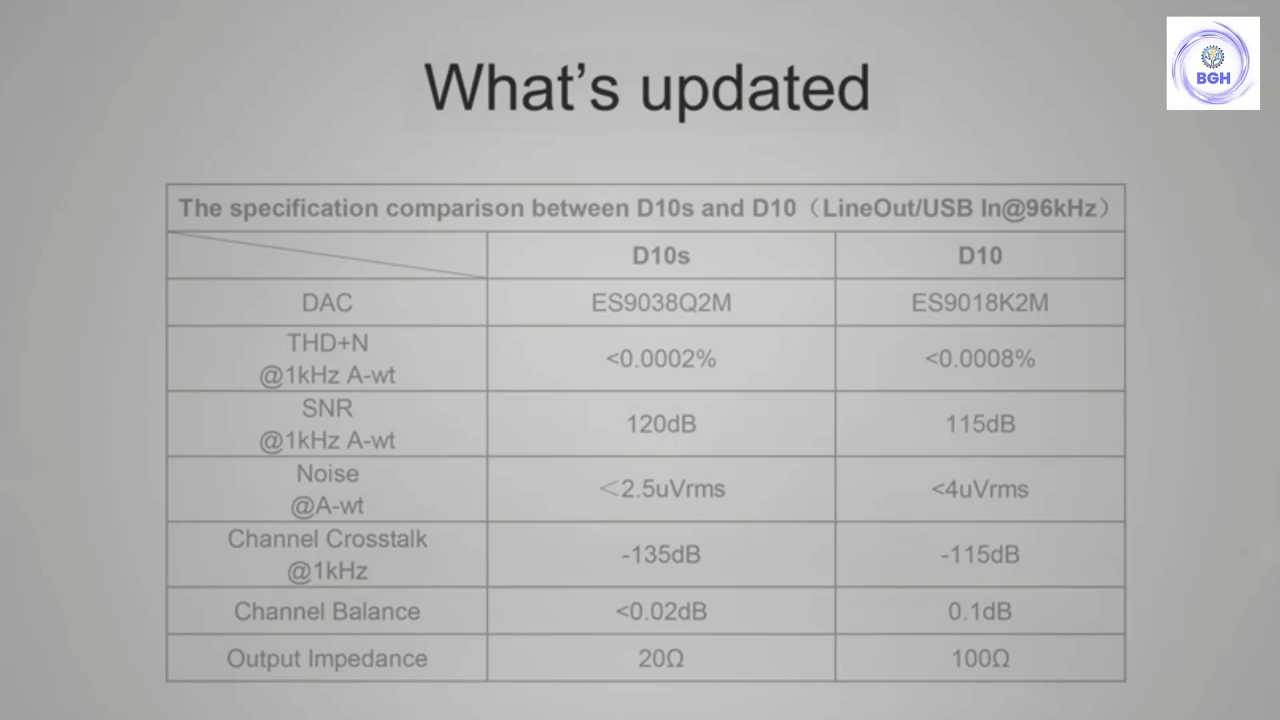 BGH
What's updated
The specification comparison between D10s and D10（LineOut/USB In@96kHz）
D10s D10
DAC ES9038Q2M ES9018K2M
THD+N
@1kHz A-wt <0.0002% <0.0008%
SNR
@1kHz A-wt 120dB 115dB
Noise
@A-wt ＜2.5uVrms <4uVrms
Channel Crosstalk
@1kHz -135dB -115dB
Channel Balance <0.02dB 0.1dB
Output Impedance 20Ω 100Ω